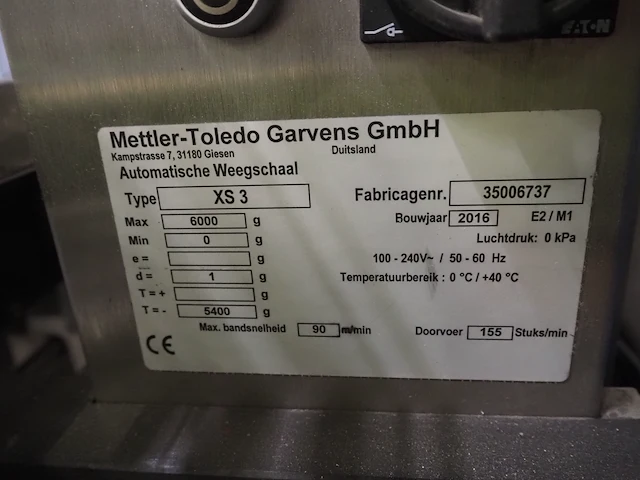 EATON
Mettler-Toledo Garvens GmbH
Kampstrasse 7, 31180 Giesen Duitsland
Automatische Weegschaal
Type XS 3 Fabricagenr. 35006737
Max 6000 g Bouwjaar 2016 E2 / M1
Min 0 g Luchtdruk: 0 kPa
e = g 100 - 240V~ / 50 - 60 Hz
d = 1 g Temperatuurbereik : 0 °C / +40 °C
T = + g
T = - 5400 g
Max. bandsnelheid 90 m/min Doorvoer 155 Stuks/min
CE